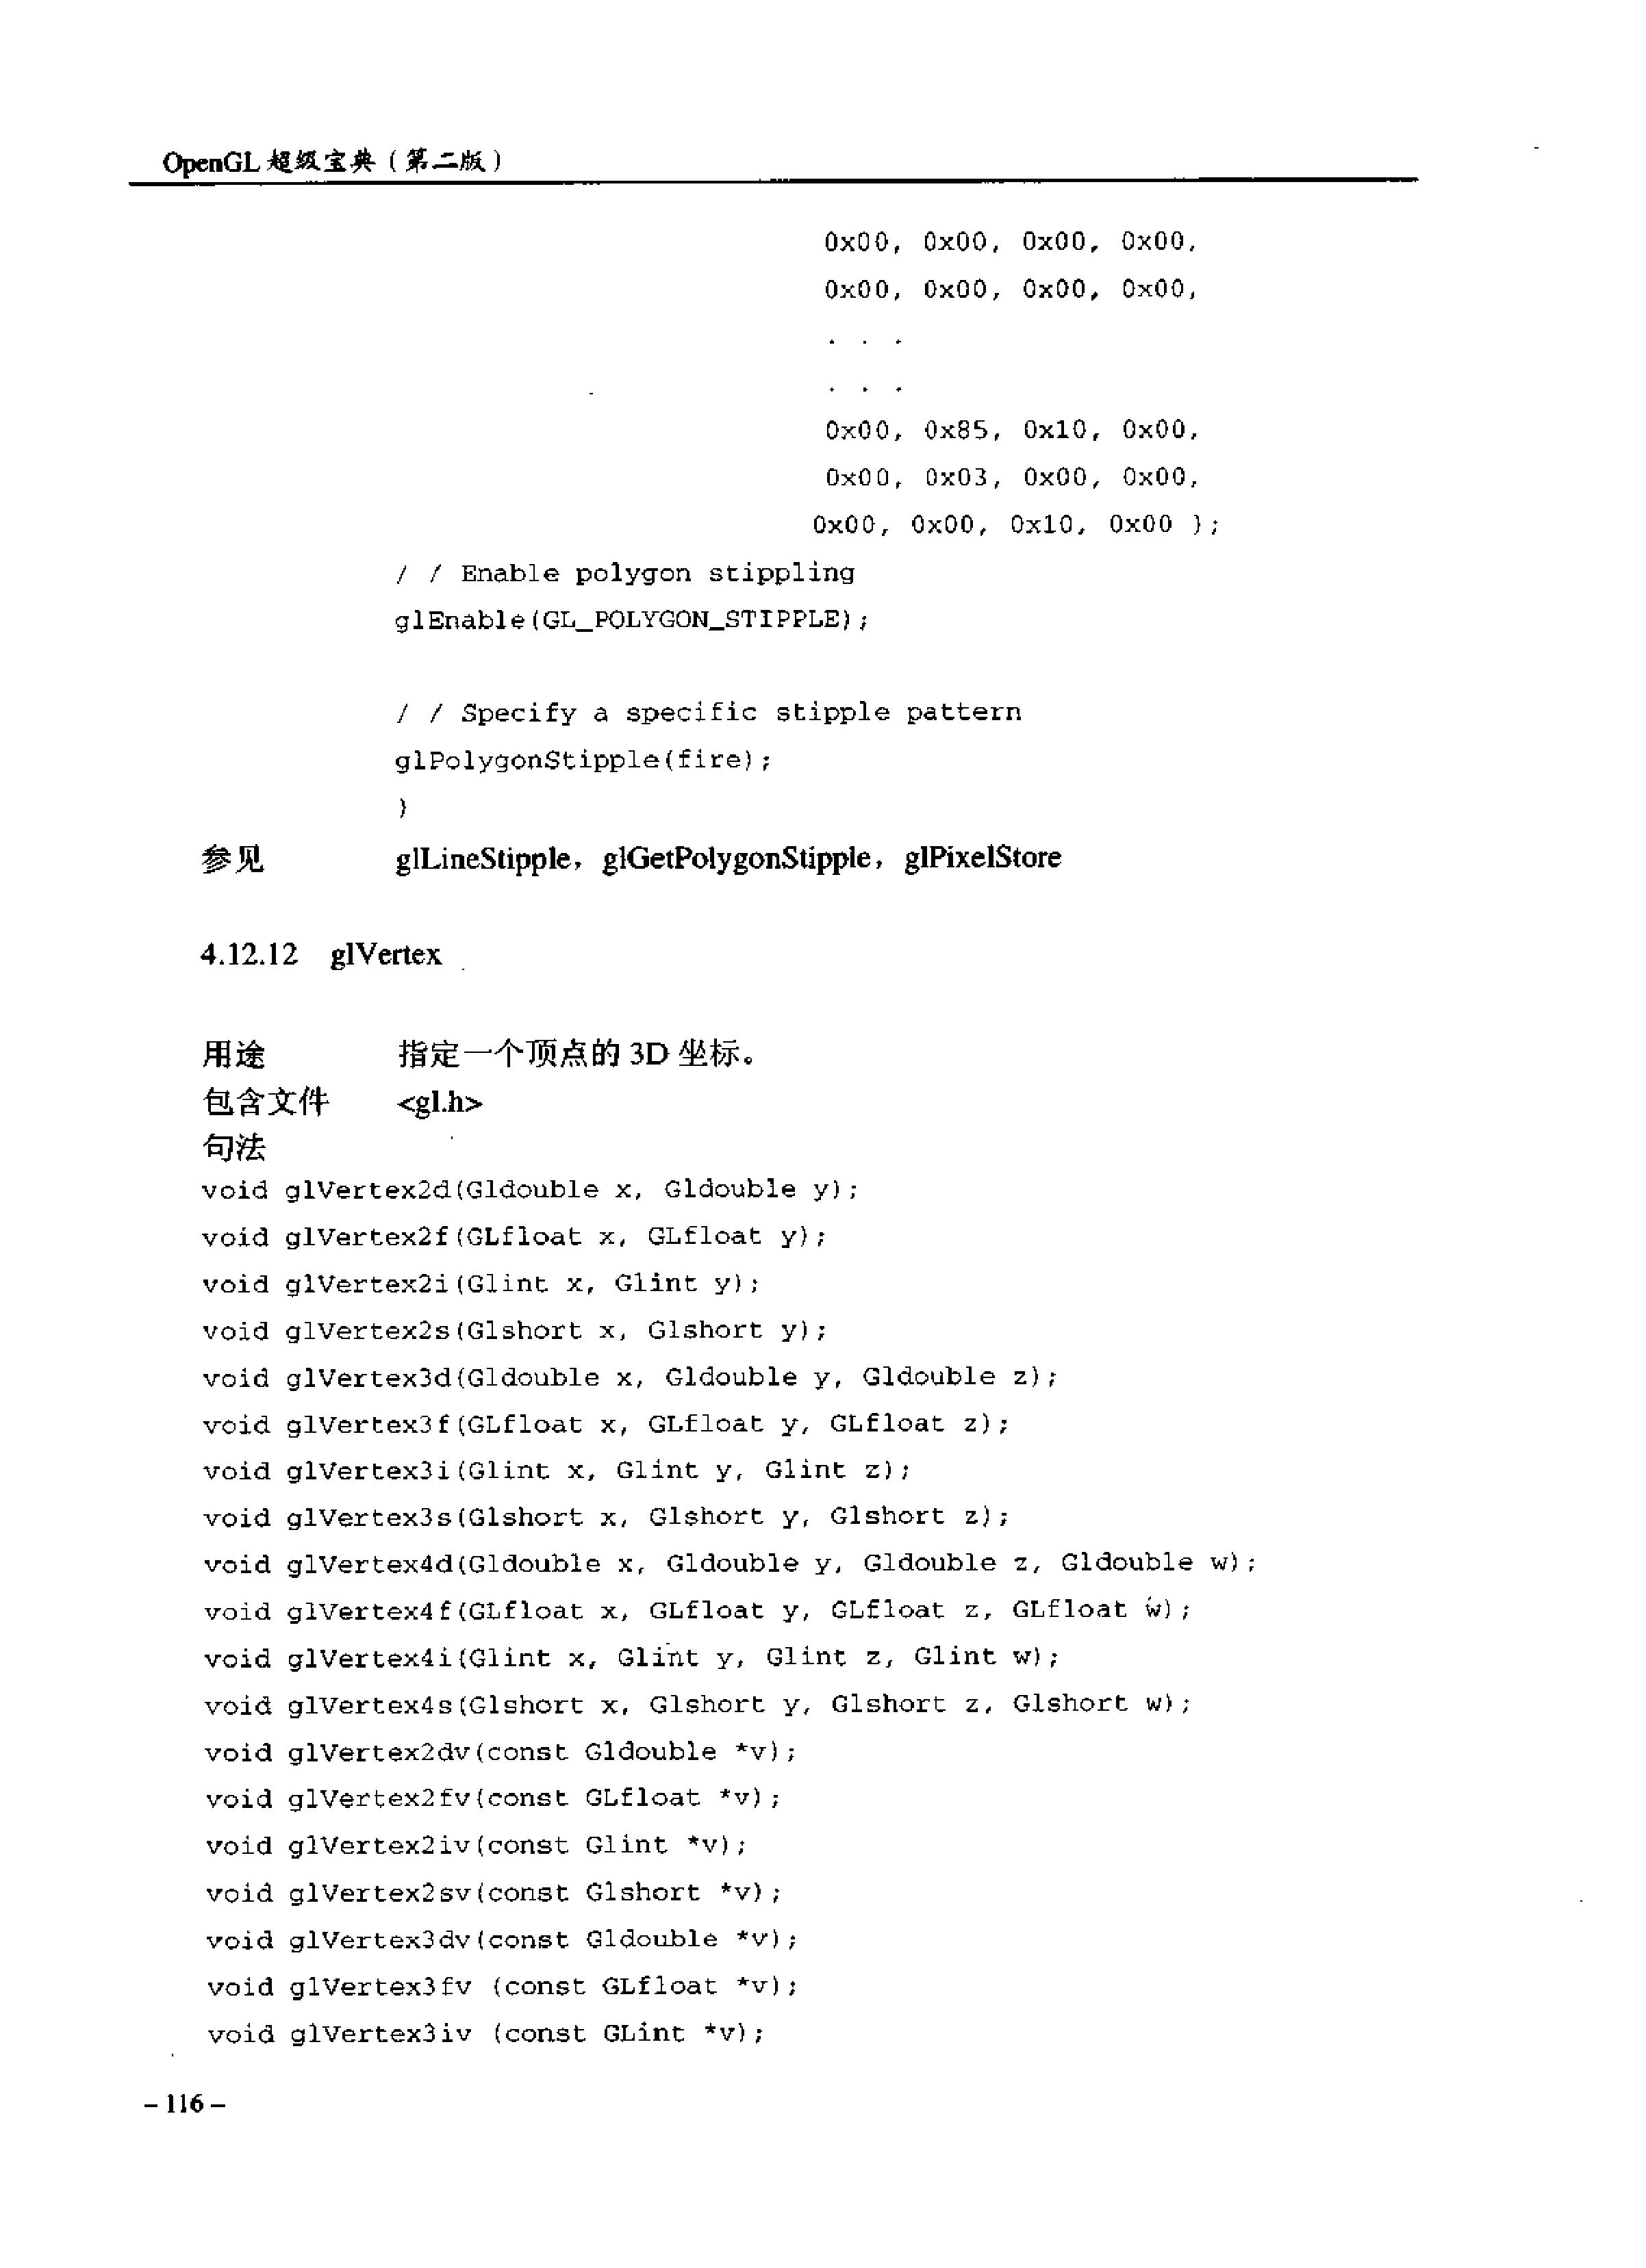 OpenGL 超级宝典（第二版）
0x00, 0x00, 0x00, 0x00,
0x00, 0x00, 0x00, 0x00,
. . .
. . .
0x00, 0x85, 0x10, 0x00,
0x00, 0x03, 0x00, 0x00,
0x00, 0x00, 0x10, 0x00 };
/ / Enable polygon stippling
glEnable(GL_POLYGON_STIPPLE);
/ / Specify a specific stipple pattern
glPolygonStipple(fire);
}
参见 glLineStipple，glGetPolygonStipple，glPixelStore
4.12.12 glVertex
用途 指定一个顶点的 3D 坐标。
包含文件 <gl.h>
句法
void glVertex2d(Gldouble x, Gldouble y);
void glVertex2f(GLfloat x, GLfloat y);
void glVertex2i(Glint x, Glint y);
void glVertex2s(Glshort x, Glshort y);
void glVertex3d(Gldouble x, Gldouble y, Gldouble z);
void glVertex3f(GLfloat x, GLfloat y, GLfloat z);
void glVertex3i(Glint x, Glint y, Glint z);
void glVertex3s(Glshort x, Glshort y, Glshort z);
void glVertex4d(Gldouble x, Gldouble y, Gldouble z, Gldouble w);
void glVertex4f(GLfloat x, GLfloat y, GLfloat z, GLfloat w);
void glVertex4i(Glint x, Glint y, Glint z, Glint w);
void glVertex4s(Glshort x, Glshort y, Glshort z, Glshort w);
void glVertex2dv(const Gldouble *v);
void glVertex2fv(const GLfloat *v);
void glVertex2iv(const Glint *v);
void glVertex2sv(const Glshort *v);
void glVertex3dv(const Gldouble *v);
void glVertex3fv (const GLfloat *v);
void glVertex3iv (const GLint *v);
– 116 –